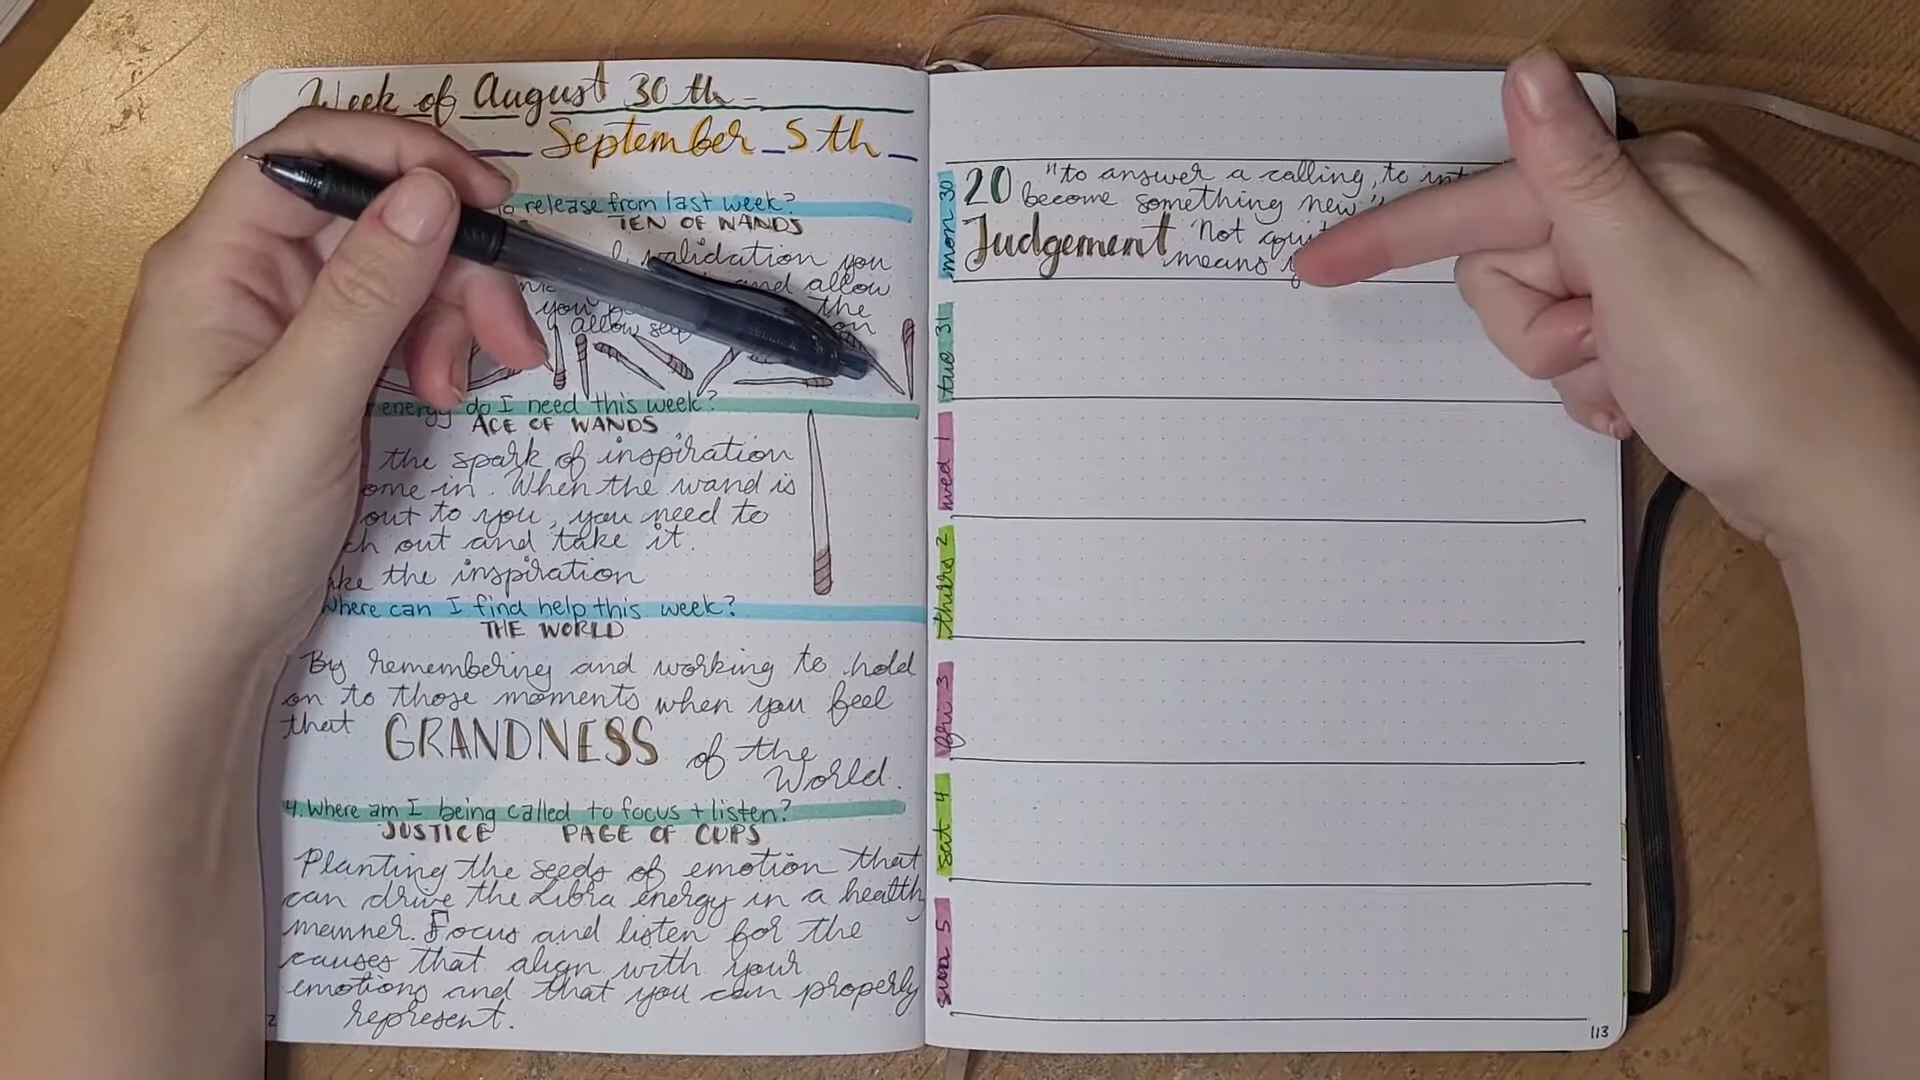 Week of August 30th -
September 5th
to release from last week?
TEN OF WANDS
validation you
and allow
you the
allow
energy do I need this week?
ACE OF WANDS
the spark of inspiration
come in. When the wand is
out to you, you need to
out and take it.
the inspiration
Where can I find help this week?
THE WORLD
By remembering and working to hold
on to those moments when you feel
that GRANDNESS of the
World.
4. Where am I being called to focus + listen?
JUSTICE PAGE OF CUPS
Planting the seeds of emotion that
can drive the Libra energy in a healthy
manner. Focus and listen for the
causes that align with your
emotions and that you can properly
represent.
mon 30
20 "to answer a calling, to
become something new"
Judgement Not
means
tue 31
wed 1
thurs 2
fri 3
sat 4
sun 5
113